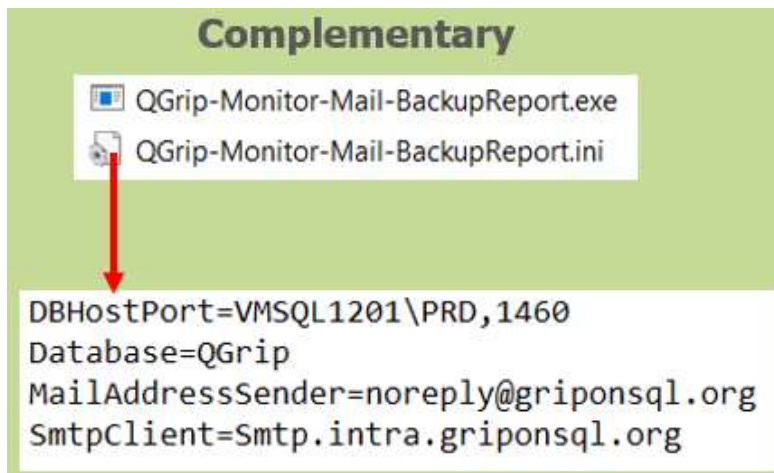 Complementary
QGrip-Monitor-Mail-BackupReport.exe
QGrip-Monitor-Mail-BackupReport.ini
DBHostPort=VMSQL1201\PRD,1460
Database=QGrip
MailAddressSender=noreply@griponsql.org
SmtpClient=Smtp.intra.griponsql.org